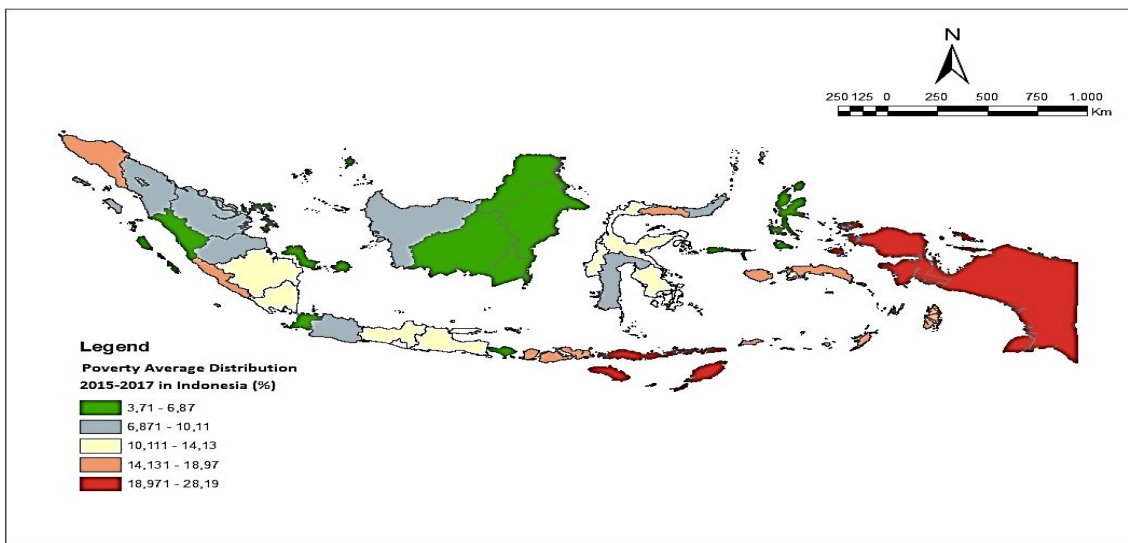 N
250 125 0 250 500 750 1,000
Km
Legend
Poverty Average Distribution
2015-2017 in Indonesia (%)
3,71 - 6,87
6,871 - 10,11
10,111 - 14,13
14,131 - 18,97
18,971 - 28,19